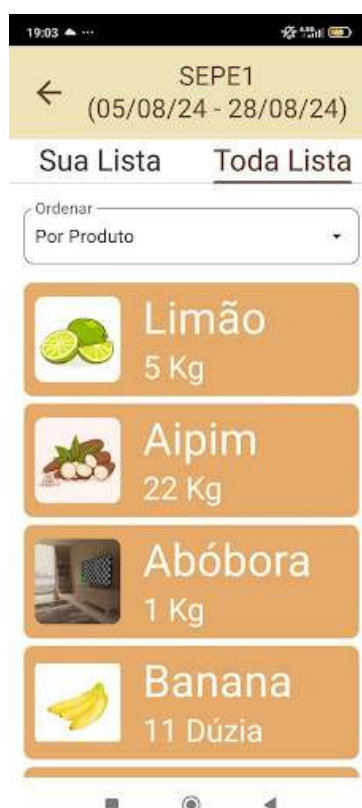 19:03
SEPE1
(05/08/24 - 28/08/24)
Sua Lista
Toda Lista
Ordenar
Por Produto
Limão
5 Kg
Aipim
22 Kg
Abóbora
1 Kg
Banana
11 Dúzia